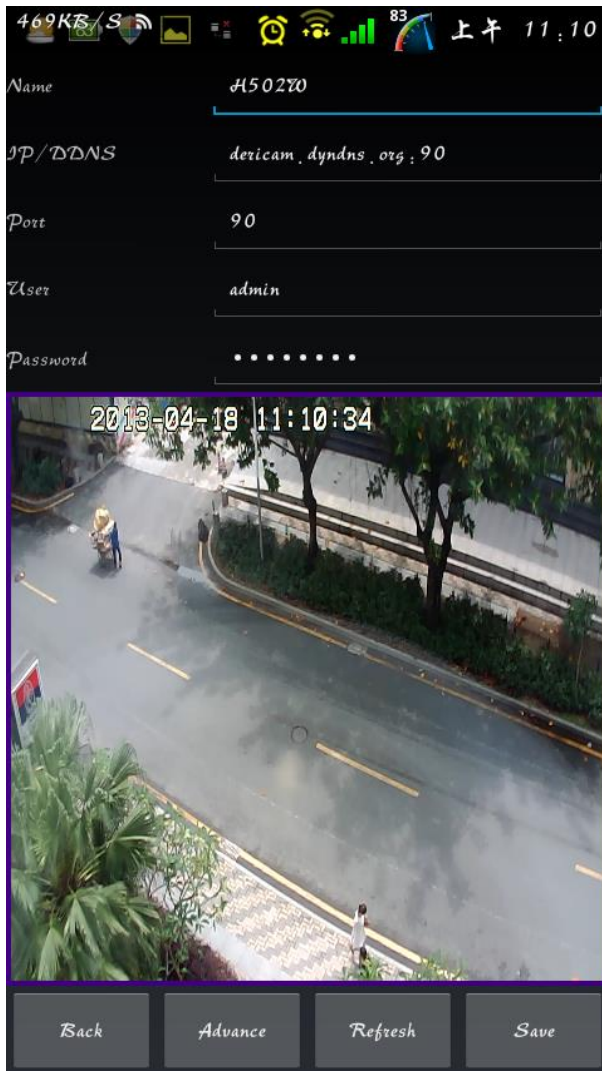 469KB/S 83 上午 11:10
Name H502W
IP/DDNS dericam.dyndns.org:90
Port 90
User admin
Password ••••••••
2013-04-18 11:10:34
Back Advance Refresh Save